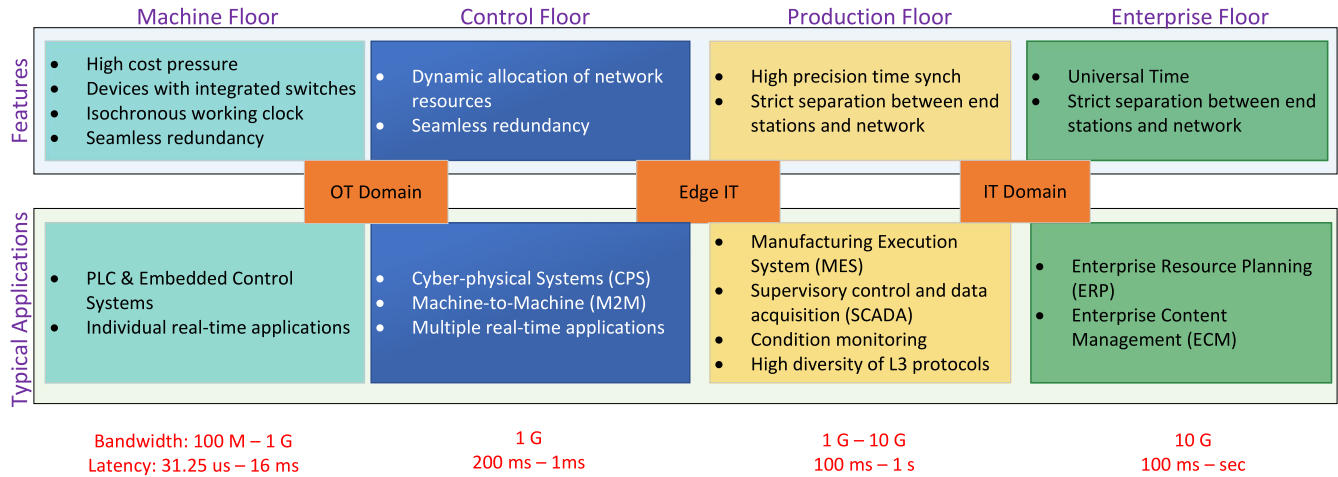 Machine Floor
Control Floor
Production Floor
Enterprise Floor
Features
• High cost pressure
• Devices with integrated switches
• Isochronous working clock
• Seamless redundancy
• Dynamic allocation of network
resources
• Seamless redundancy
• High precision time synch
• Strict separation between end
stations and network
• Universal Time
• Strict separation between end
stations and network
OT Domain
Edge IT
IT Domain
Typical Applications
• PLC & Embedded Control
Systems
• Individual real-time applications
• Cyber-physical Systems (CPS)
• Machine-to-Machine (M2M)
• Multiple real-time applications
• Manufacturing Execution
System (MES)
• Supervisory control and data
acquisition (SCADA)
• Condition monitoring
• High diversity of L3 protocols
• Enterprise Resource Planning
(ERP)
• Enterprise Content
Management (ECM)
Bandwidth: 100 M – 1 G
Latency: 31.25 us – 16 ms
1 G
200 ms – 1ms
1 G – 10 G
100 ms – 1 s
10 G
100 ms – sec